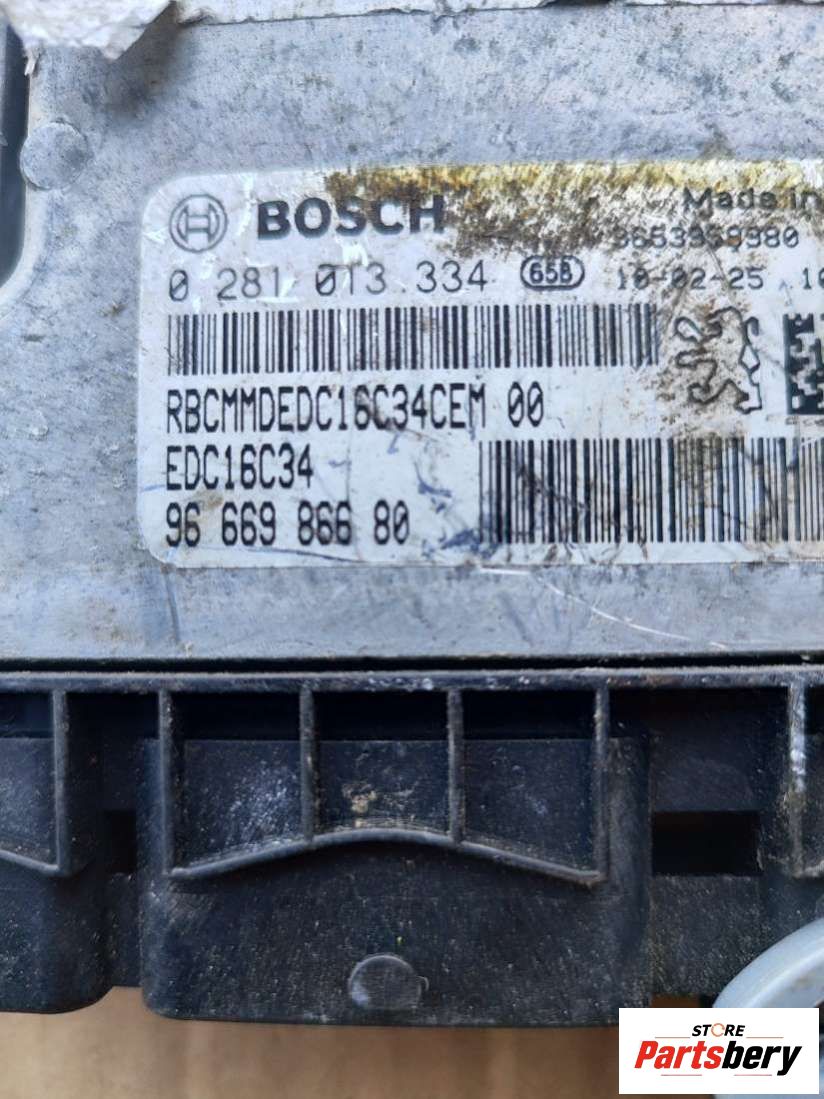 BOSCH
Made in
0 281 013 334 65B 10-02-25
RBCMMDEDC16C34CEM 00
EDC16C34
96 669 866 80
STORE
Partsbery